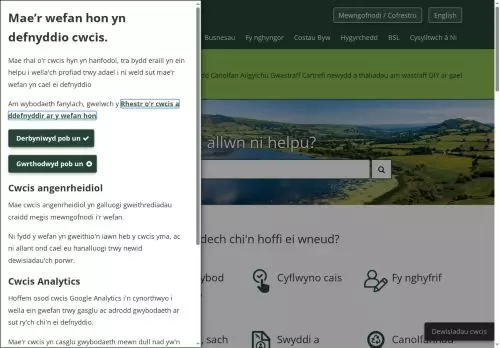 Mae'r wefan hon yn
defnyddio cwcis.
Mae rhai o'r cwcis hyn yn hanfodol, tra bydd eraill yn ein
helpu i wella'ch profiad trwy adael i ni weld sut mae'r
wefan yn cael ei defnyddio
Am wybodaeth fanylach, gwelwch y Rhestr o'r cwcis a
ddefnyddir ar y wefan hon
Derbyniwyd pob un
Gwrthodwyd pob un
Cwcis angenrheidiol
Mae cwcis angenrheidiol yn galluogi gweithrediadau
craidd megis mewngofnodi i'r wefan.
Ni fydd y wefan yn gweithio'n iawn heb y cwcis yma, ac
ni allant ond cael eu hanalluogi trwy newid
dewisiadau'ch porwr.
Cwcis Analytics
Hoffem osod cwcis Google Analytics i'n cynorthwyo i
wella ein gwefan trwy gasglu ac adrodd gwybodaeth ar
sut ry'ch chi'n ei defnyddio.
Mae'r cwcis yn casglu gwybodaeth mewn dull nad yw'n
Mewngofnodi / Cofrestru
English
Busnesau
Fy nghyngor
Costau Byw
Hygyrchedd
BSL
Cysylltwch â Ni
Canolfan Ailgylchu Gwastraff Cartrefi newydd a thaliadau am wastraff DIY ar gael
allwn ni helpu?
dech chi'n hoffi ei wneud?
Cyflwyno cais
Fy nghyfrif
sach
Swyddi a
Canolfannau
Dewisiadau cwcis